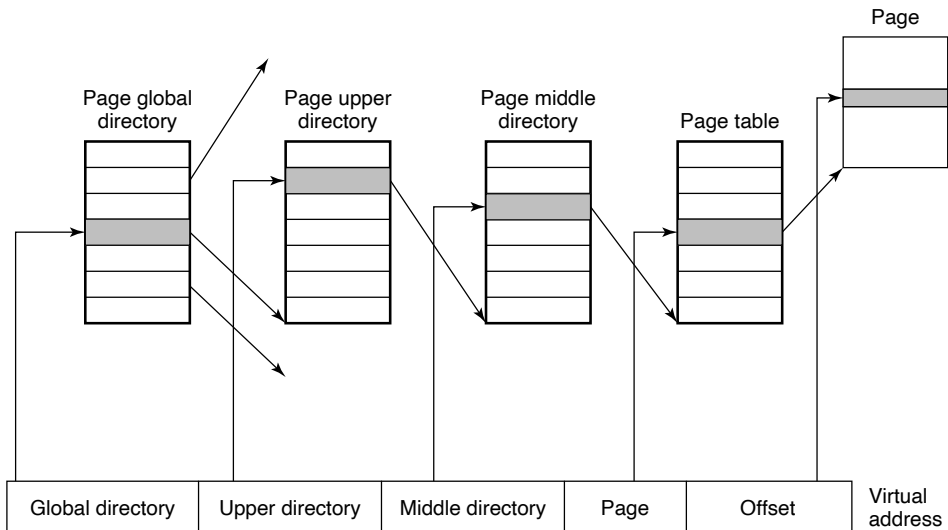 Page
Page global
directory
Page upper
directory
Page middle
directory
Page table
Global directory
Upper directory
Middle directory
Page
Offset
Virtual
address